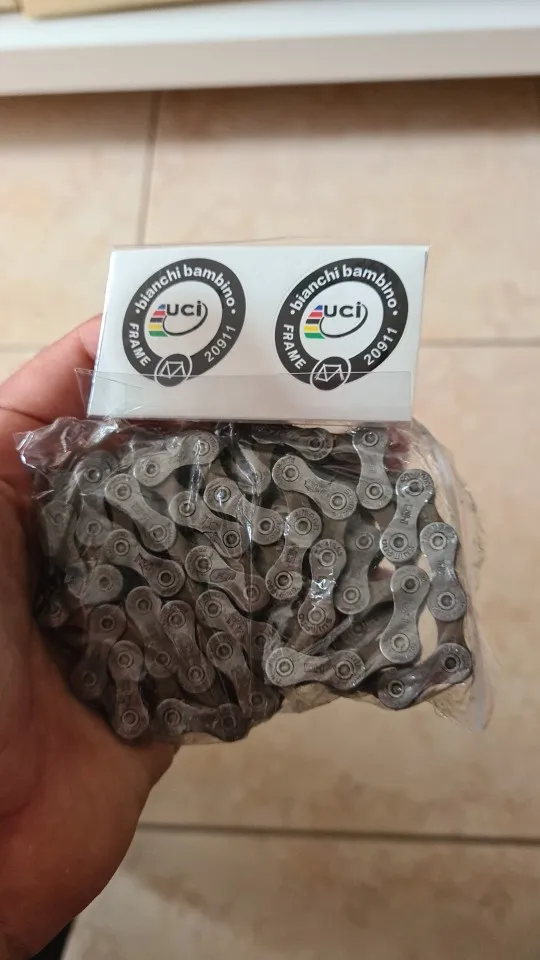 bianchi bambino
UCI
FRAME
20911
bianchi bambino
UCI
FRAME
20911